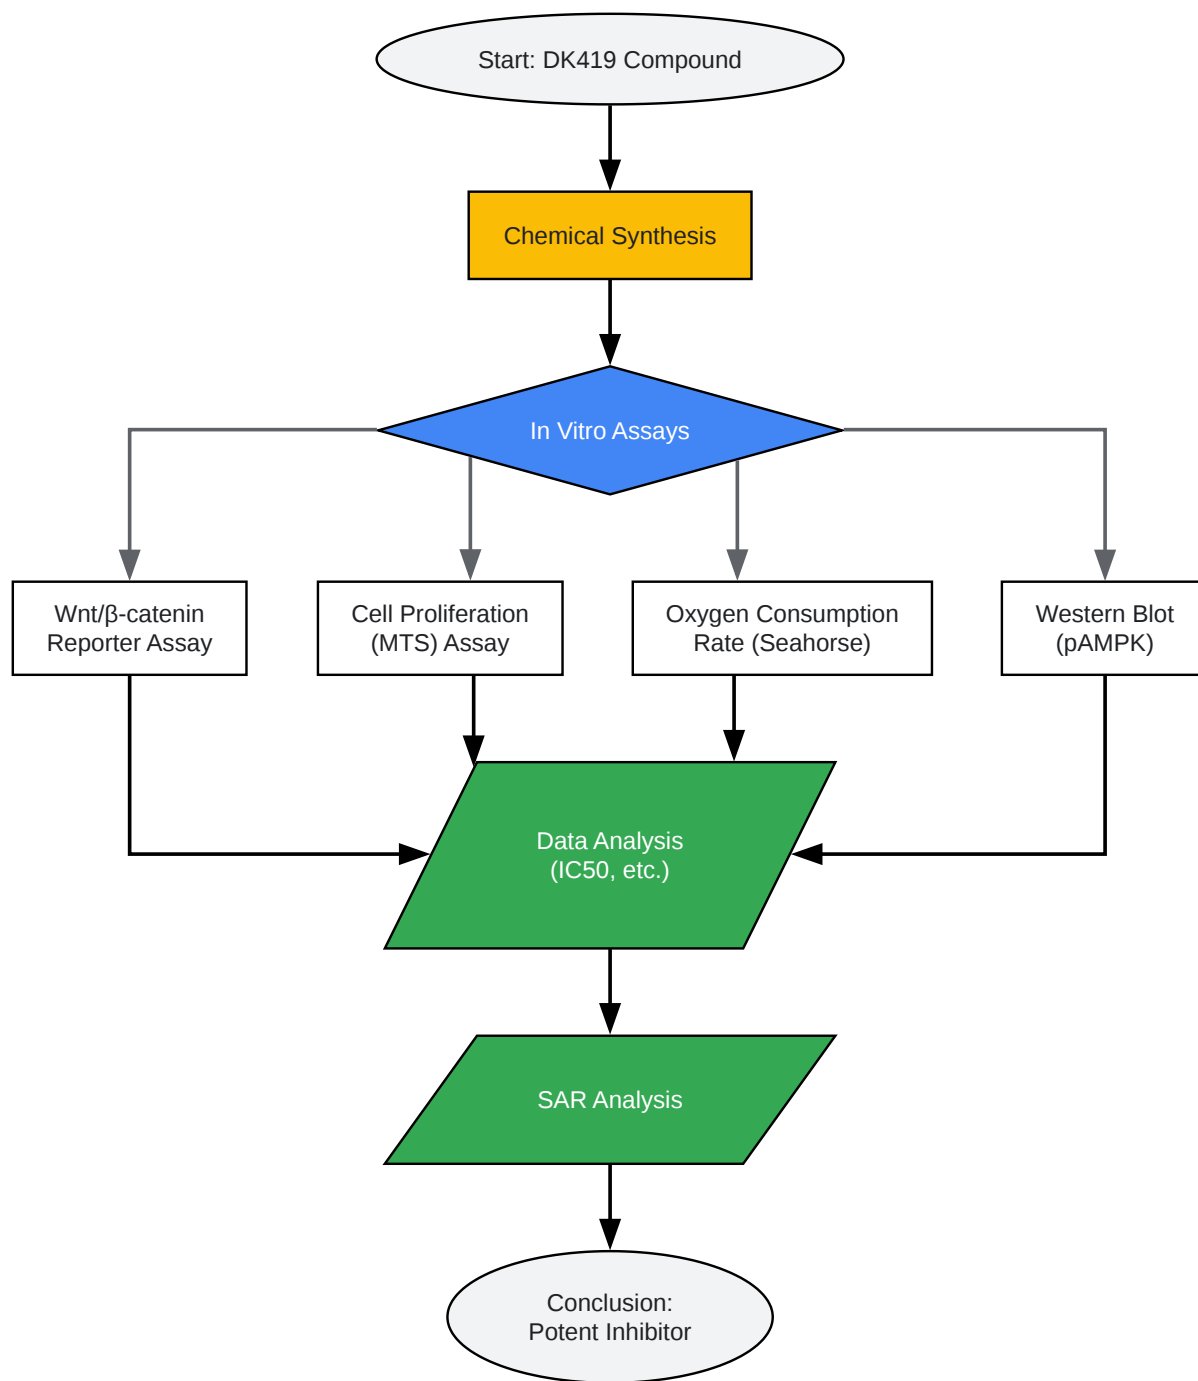 Start: DK419 Compound
Chemical Synthesis
In Vitro Assays
Wnt/β-catenin
Reporter Assay
Cell Proliferation
(MTS) Assay
Oxygen Consumption
Rate (Seahorse)
Western Blot
(pAMPK)
Data Analysis
(IC50, etc.)
SAR Analysis
Conclusion:
Potent Inhibitor